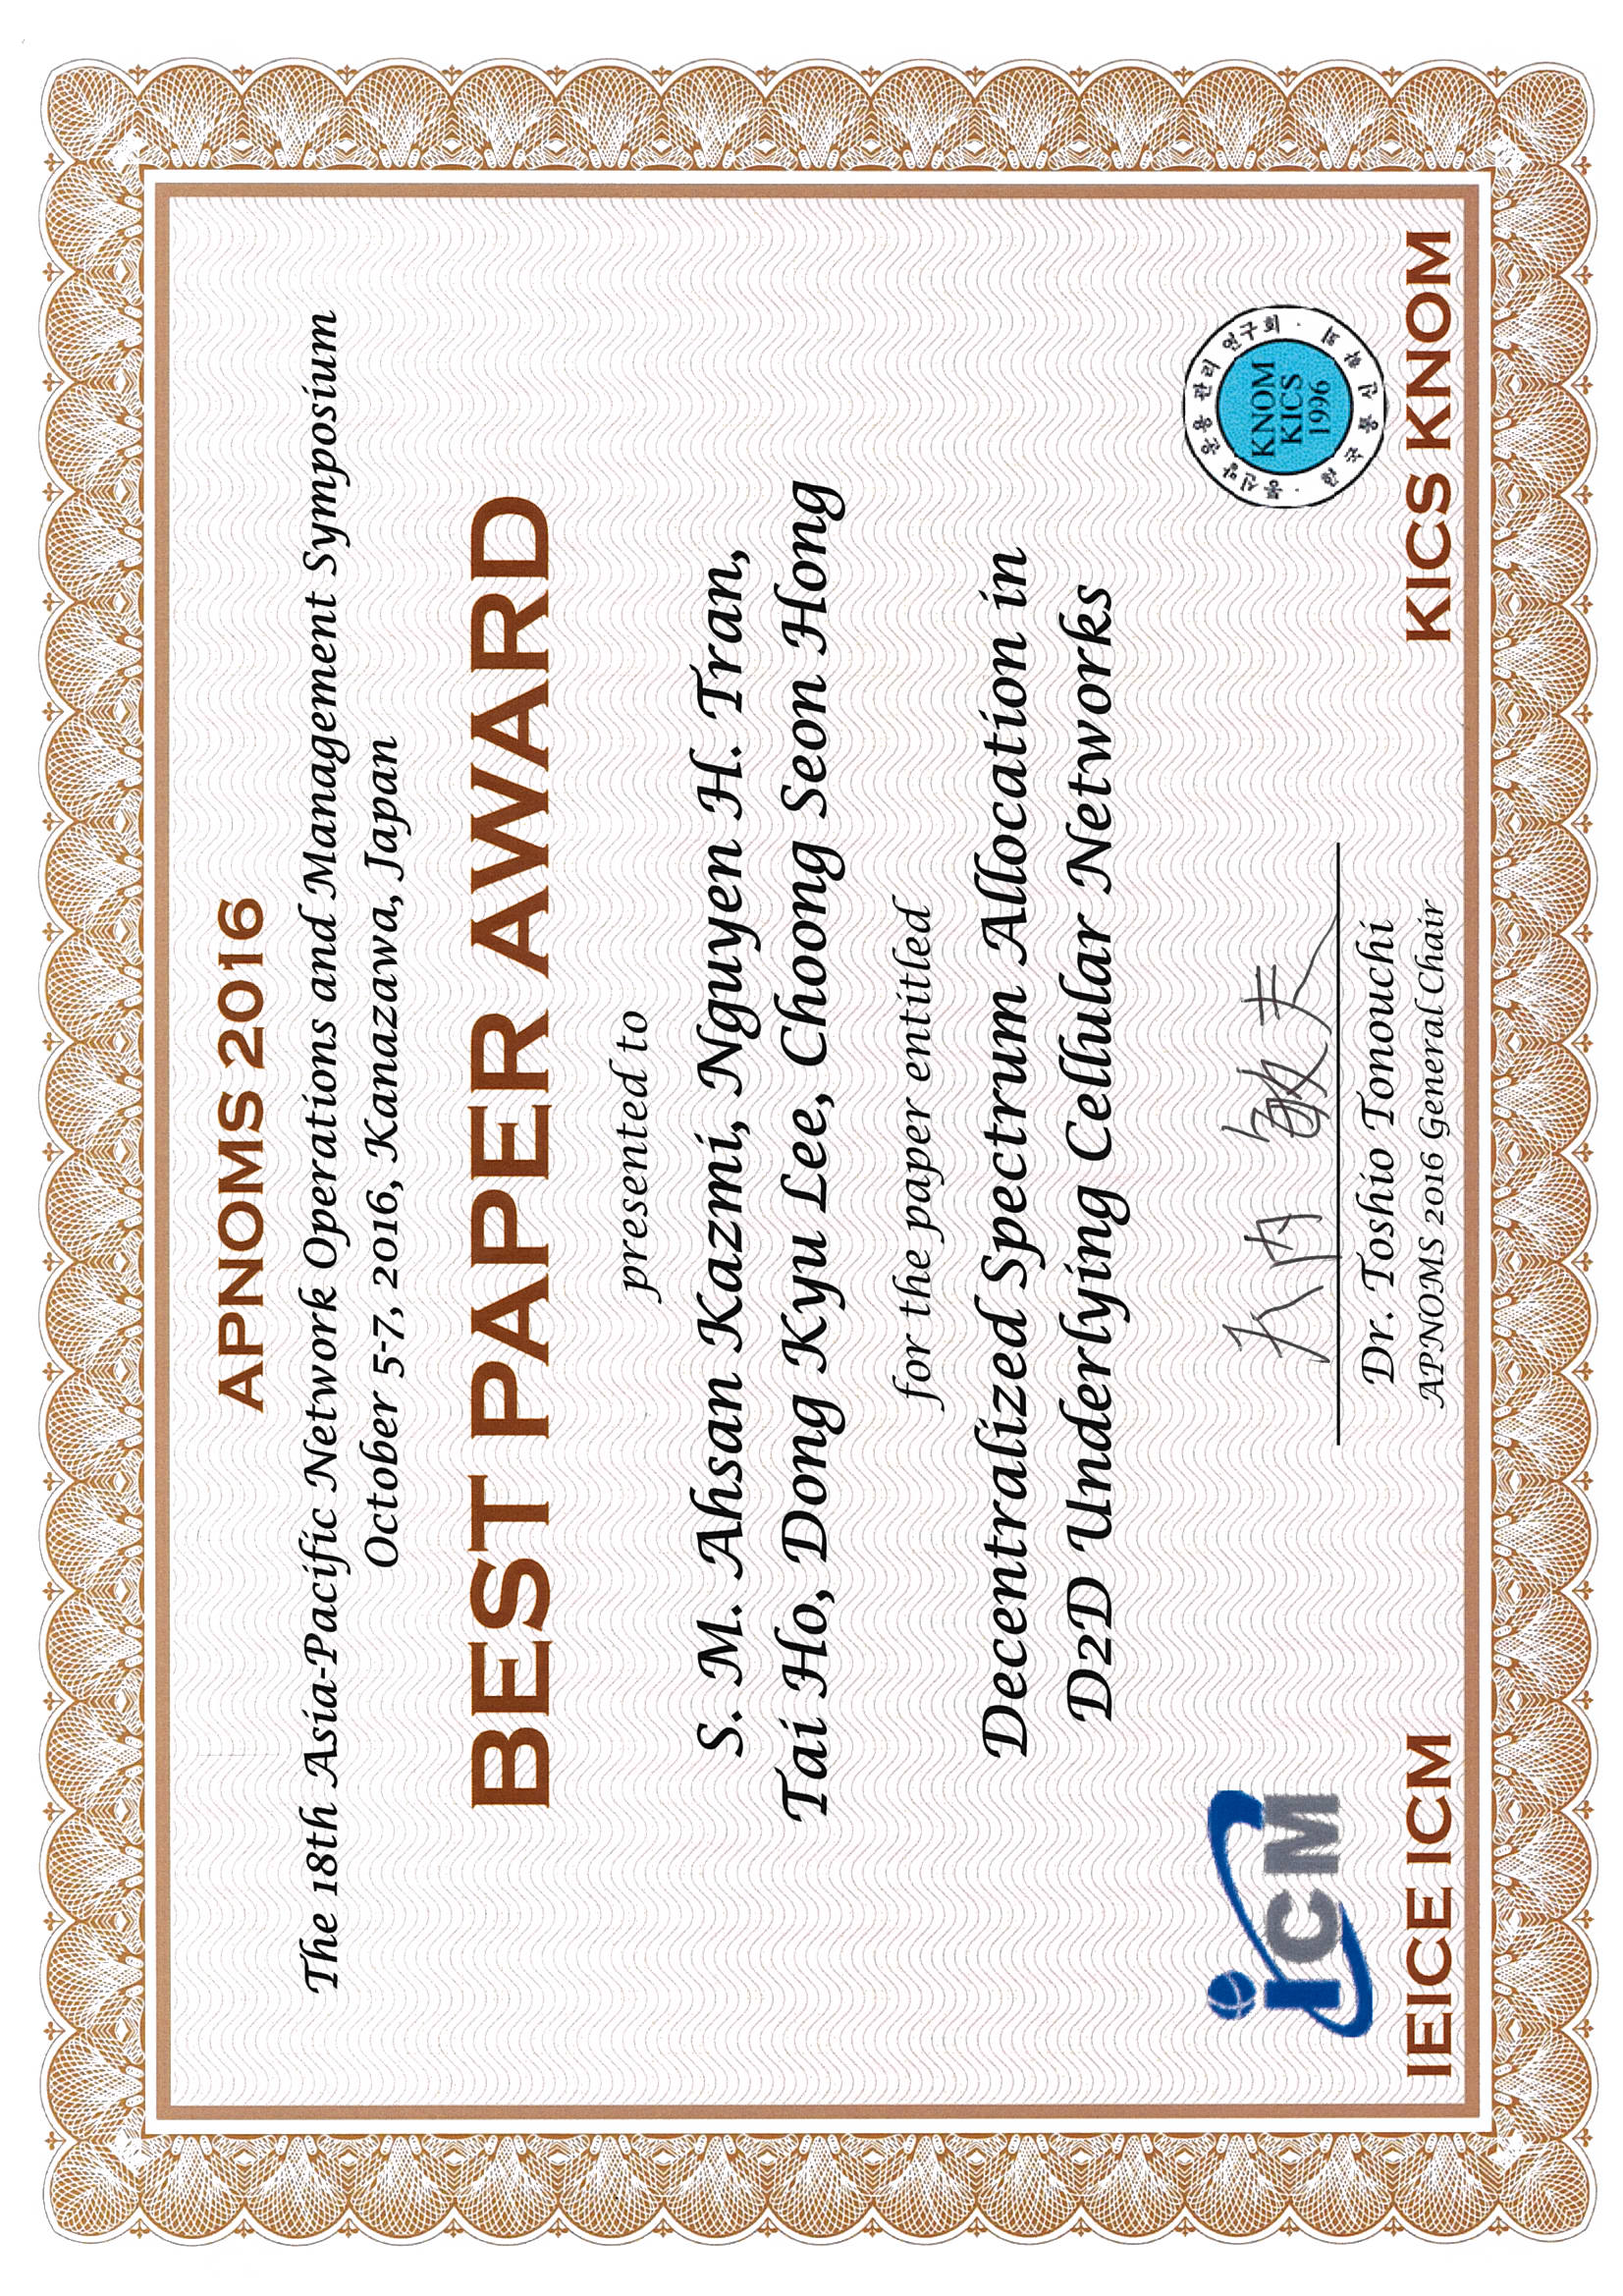 APNOMS 2016
The 18th Asia-Pacific Network Operations and Management Symposium
October 5-7, 2016, Kanazawa, Japan
BEST PAPER AWARD
presented to
S. M. Ahsan Kazmi, Nguyen H. Tran,
Tai Ho, Dong Kyu Lee, Choong Seon Hong
for the paper entitled
Decentralized Spectrum Allocation in
D2D Underlying Cellular Networks
ICM
大内 敏夫
통신망 운용관리 연구회 · 한국통신학회 ·
KNOM
KICS
1996
Dr. Toshio Tonouchi
APNOMS 2016 General Chair
IEICE ICM
KICS KNOM